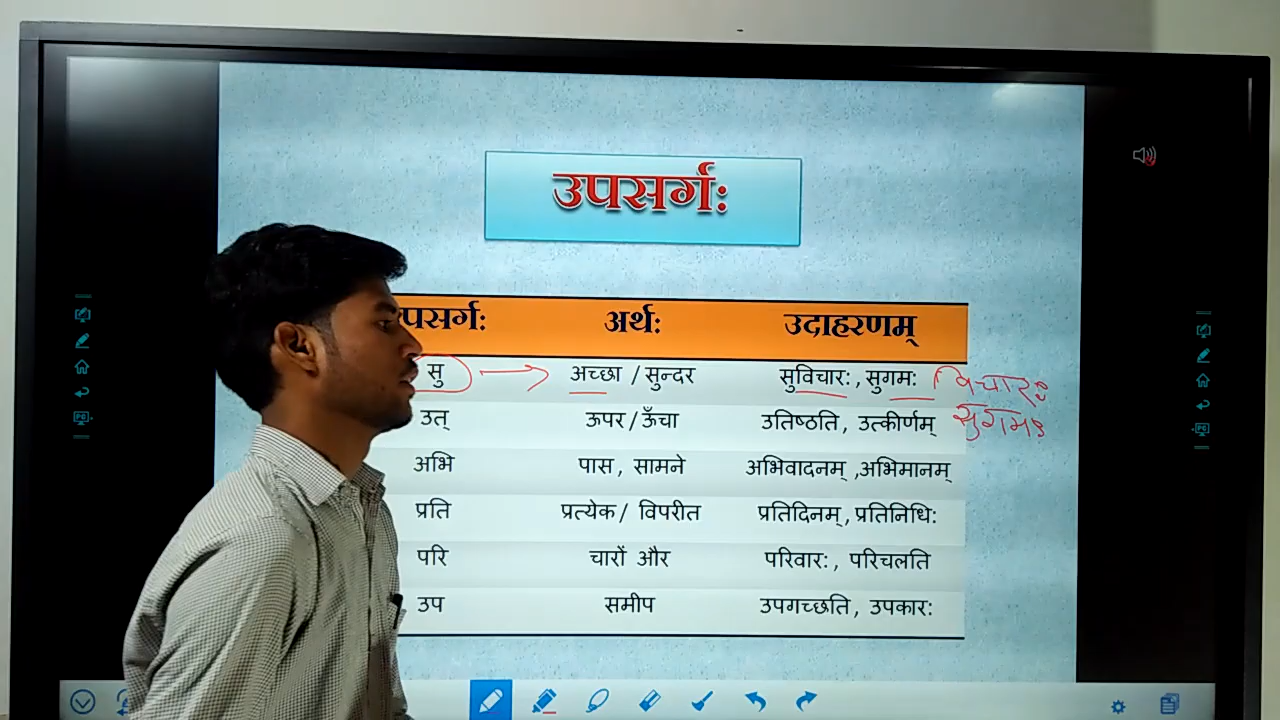 उपसर्गः
पसर्गः अर्थः उदाहरणम्
सु अच्छा / सुन्दर सुविचारः , सुगमः विचारः
सुगमः
उत् ऊपर / ऊँचा उतिष्ठति , उत्कीर्णम्
अभि पास , सामने अभिवादनम् ,अभिमानम्
प्रति प्रत्येक / विपरीत प्रतिदिनम् , प्रतिनिधिः
परि चारों और परिवारः , परिचलति
उप समीप उपगच्छति , उपकारः